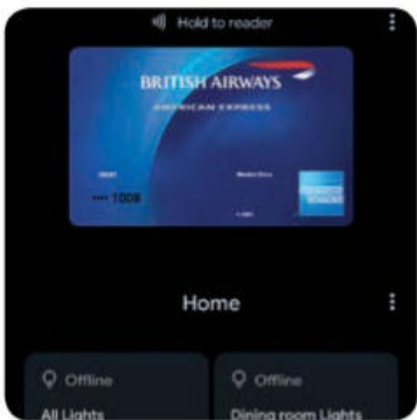 Hold to reader
BRITISH AIRWAYS
AMERICAN EXPRESS
•••• 1008
Home
Offline
Offline
All Lights
Dining room Lights